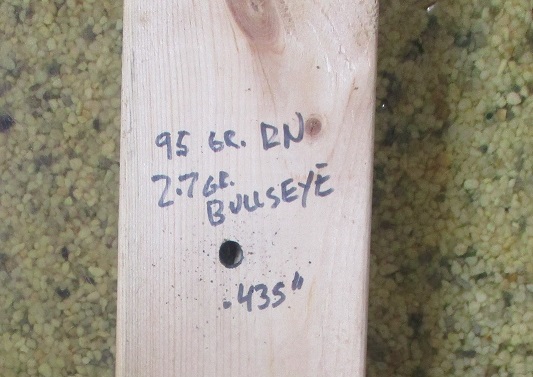 95 GR. RN
2.7 GR.
BULLSEYE
.435"